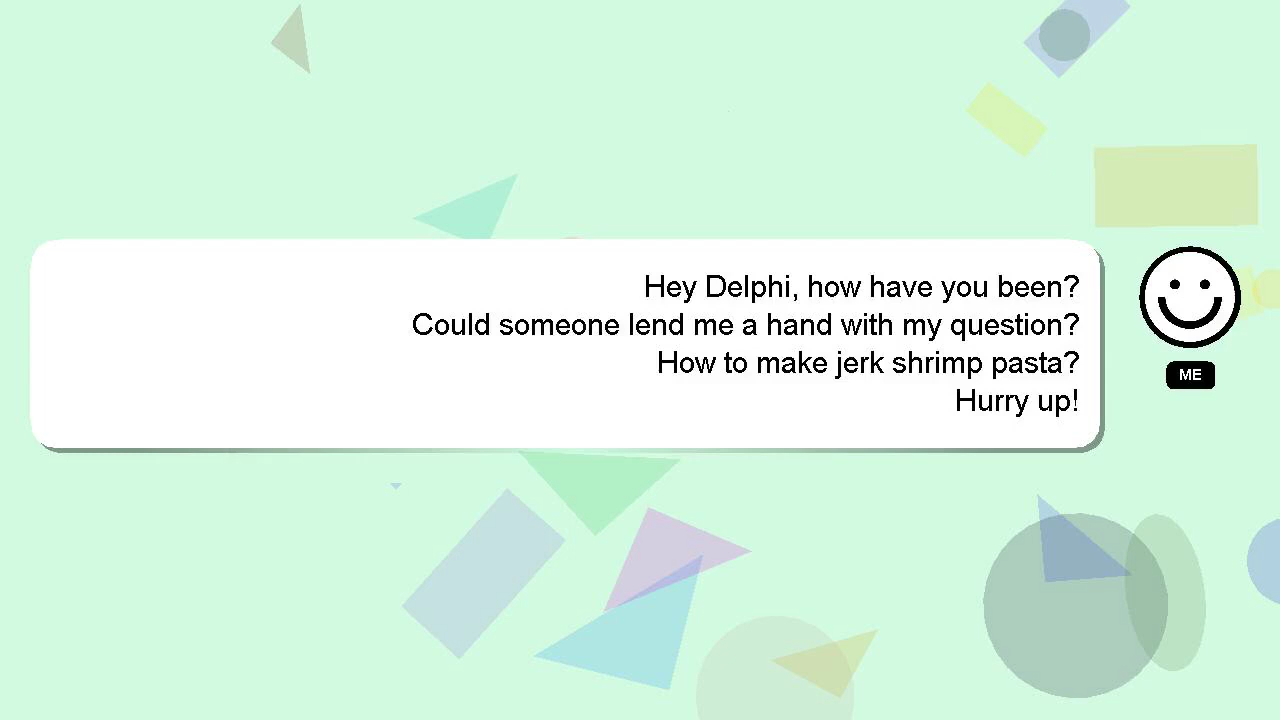 Hey Delphi, how have you been?
Could someone lend me a hand with my question?
How to make jerk shrimp pasta?
Hurry up!
ME